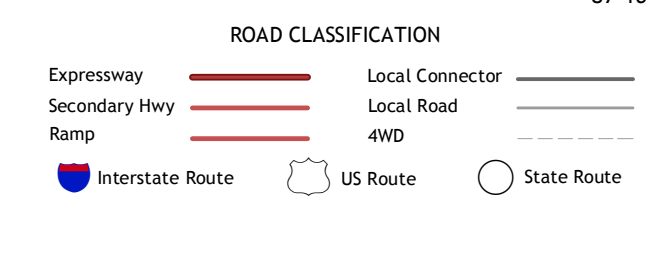 ROAD CLASSIFICATION
Expressway
Local Connector
Secondary Hwy
Local Road
Ramp
4WD
Interstate Route
US Route
State Route